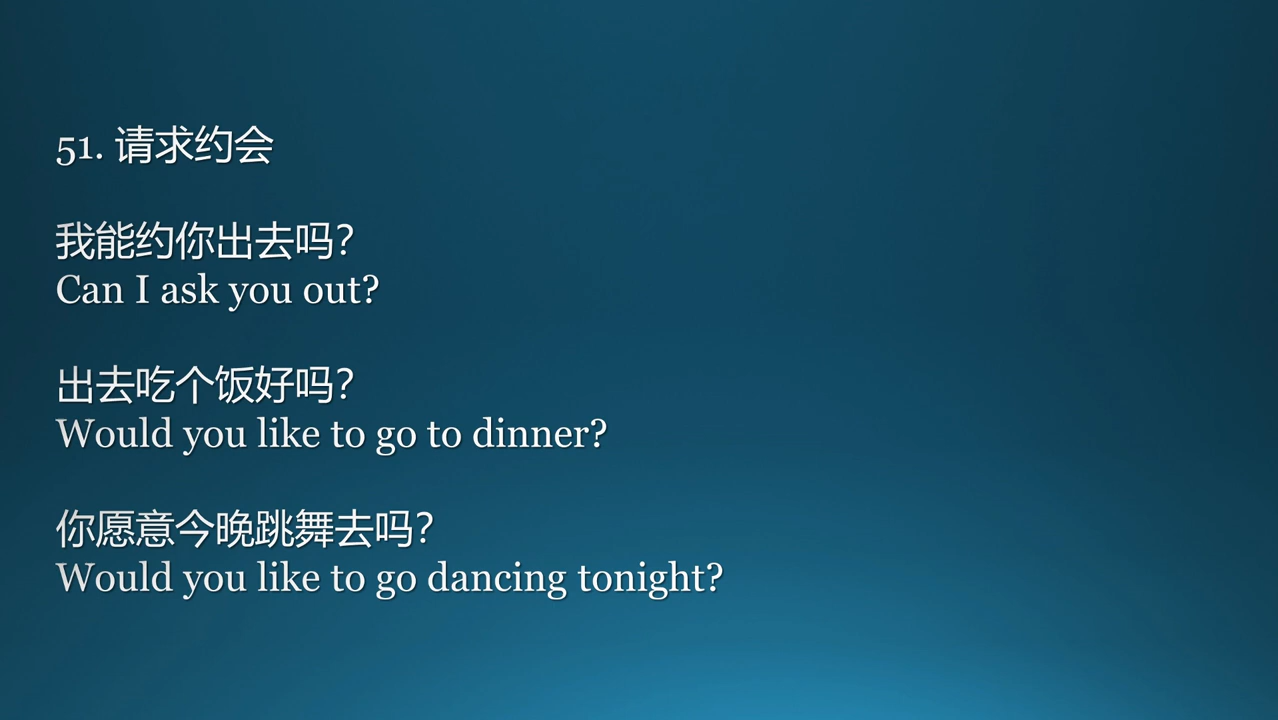 51. 请求约会
我能约你出去吗?
Can I ask you out?
出去吃个饭好吗?
Would you like to go to dinner?
你愿意今晚跳舞去吗?
Would you like to go dancing tonight?